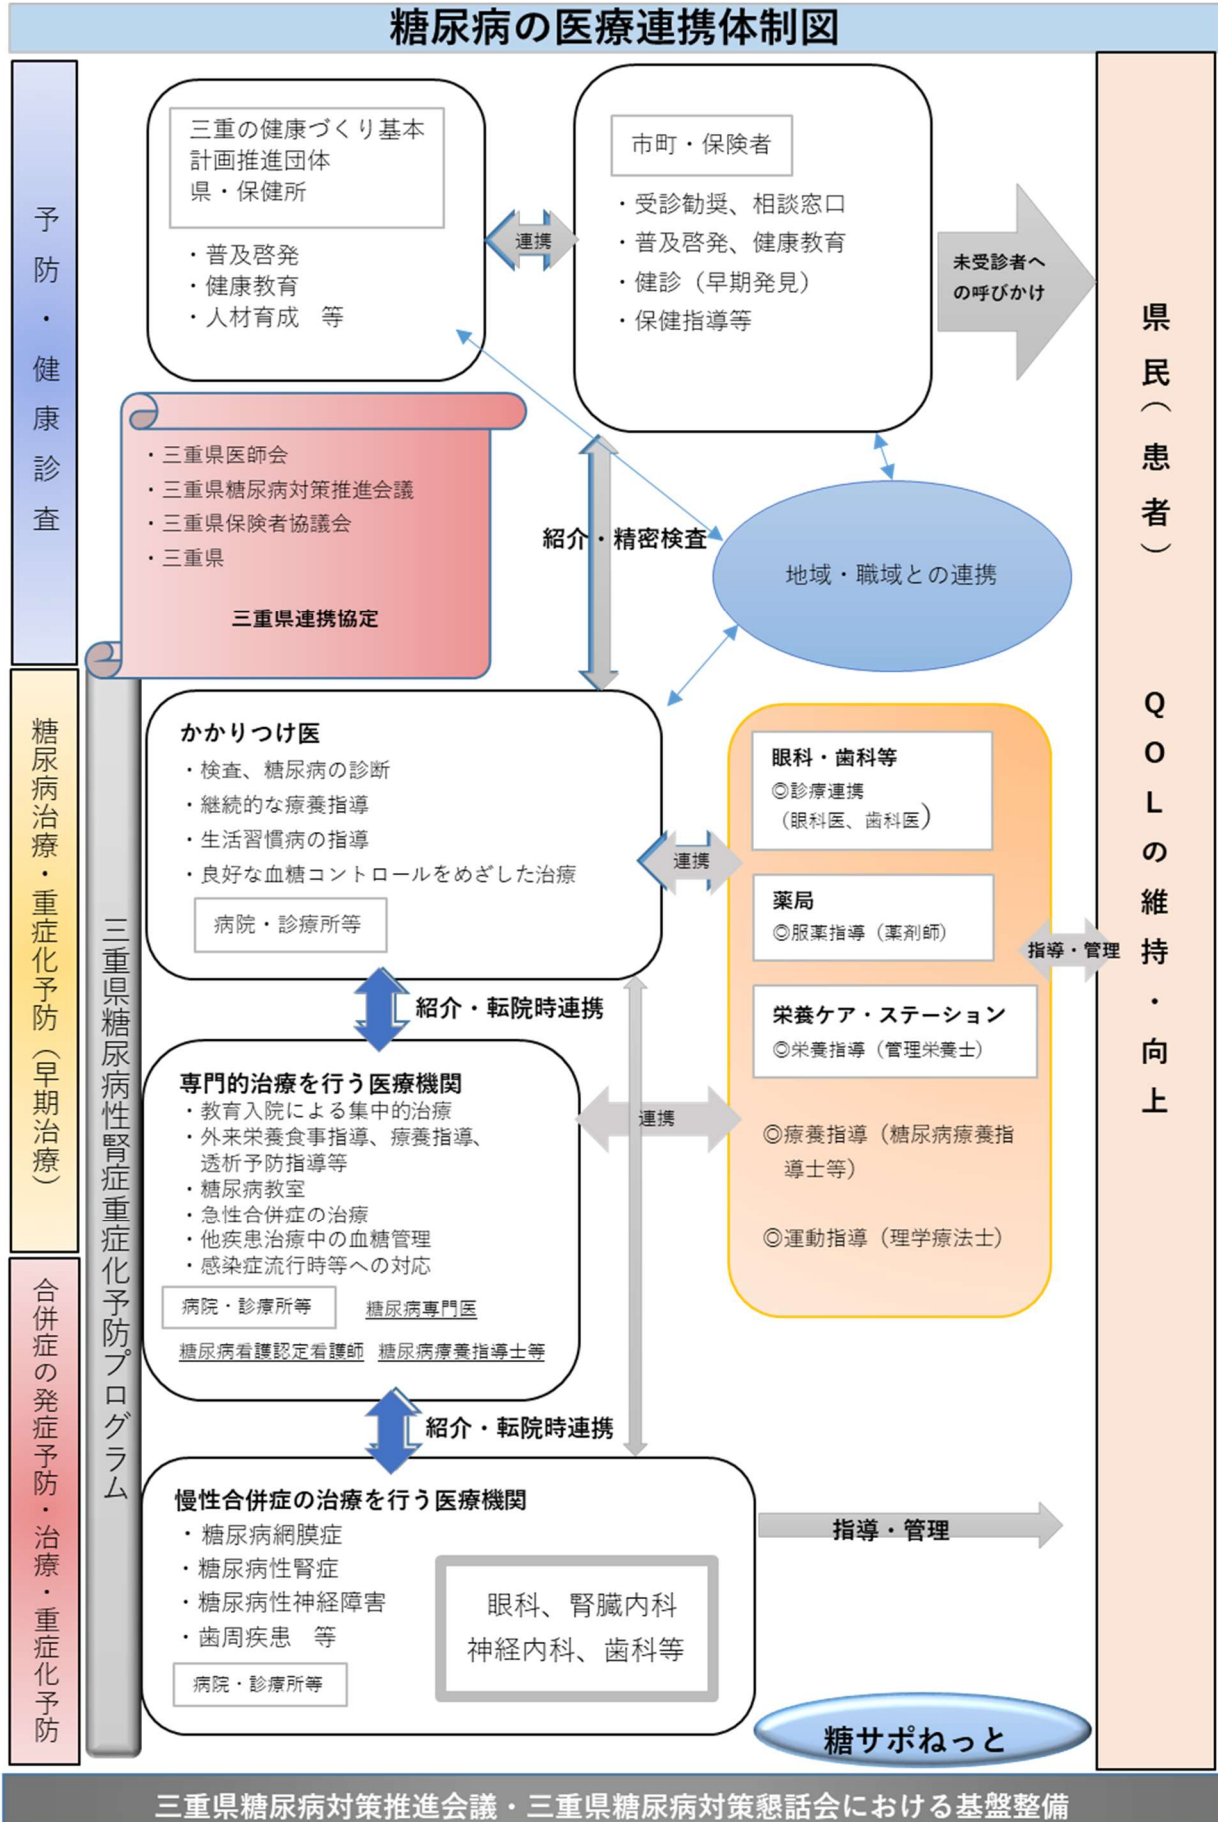 糖尿病の医療連携体制図
予防・健康診査
三重の健康づくり基本
計画推進団体
県・保健所
・普及啓発
・健康教育
・人材育成　等
連携
市町・保険者
・受診勧奨、相談窓口
・普及啓発、健康教育
・健診（早期発見）
・保健指導等
未受診者へ
の呼びかけ
県民（患者）　QOLの維持・向上
・三重県医師会
・三重県糖尿病対策推進会議
・三重県保険者協議会
・三重県
三重県連携協定
紹介・精密検査
地域・職域との連携
糖尿病治療・重症化予防（早期治療）
三重県糖尿病性腎症重症化予防プログラム
かかりつけ医
・検査、糖尿病の診断
・継続的な療養指導
・生活習慣病の指導
・良好な血糖コントロールをめざした治療
病院・診療所等
連携
眼科・歯科等
◎診療連携
（眼科医、歯科医）
薬局
◎服薬指導（薬剤師）
栄養ケア・ステーション
◎栄養指導（管理栄養士）
◎療養指導（糖尿病療養指
導士等）
◎運動指導（理学療法士）
指導・管理
紹介・転院時連携
専門的治療を行う医療機関
・教育入院による集中的治療
・外来栄養食事指導、療養指導、
透析予防指導等
・糖尿病教室
・急性合併症の治療
・他疾患治療中の血糖管理
・感染症流行時等への対応
病院・診療所等
糖尿病専門医
糖尿病看護認定看護師　糖尿病療養指導士等
連携
紹介・転院時連携
合併症の発症予防・治療・重症化予防
慢性合併症の治療を行う医療機関
・糖尿病網膜症
・糖尿病性腎症
・糖尿病性神経障害
・歯周疾患　等
病院・診療所等
眼科、腎臓内科
神経内科、歯科等
指導・管理
糖サポねっと
三重県糖尿病対策推進会議・三重県糖尿病対策懇話会における基盤整備